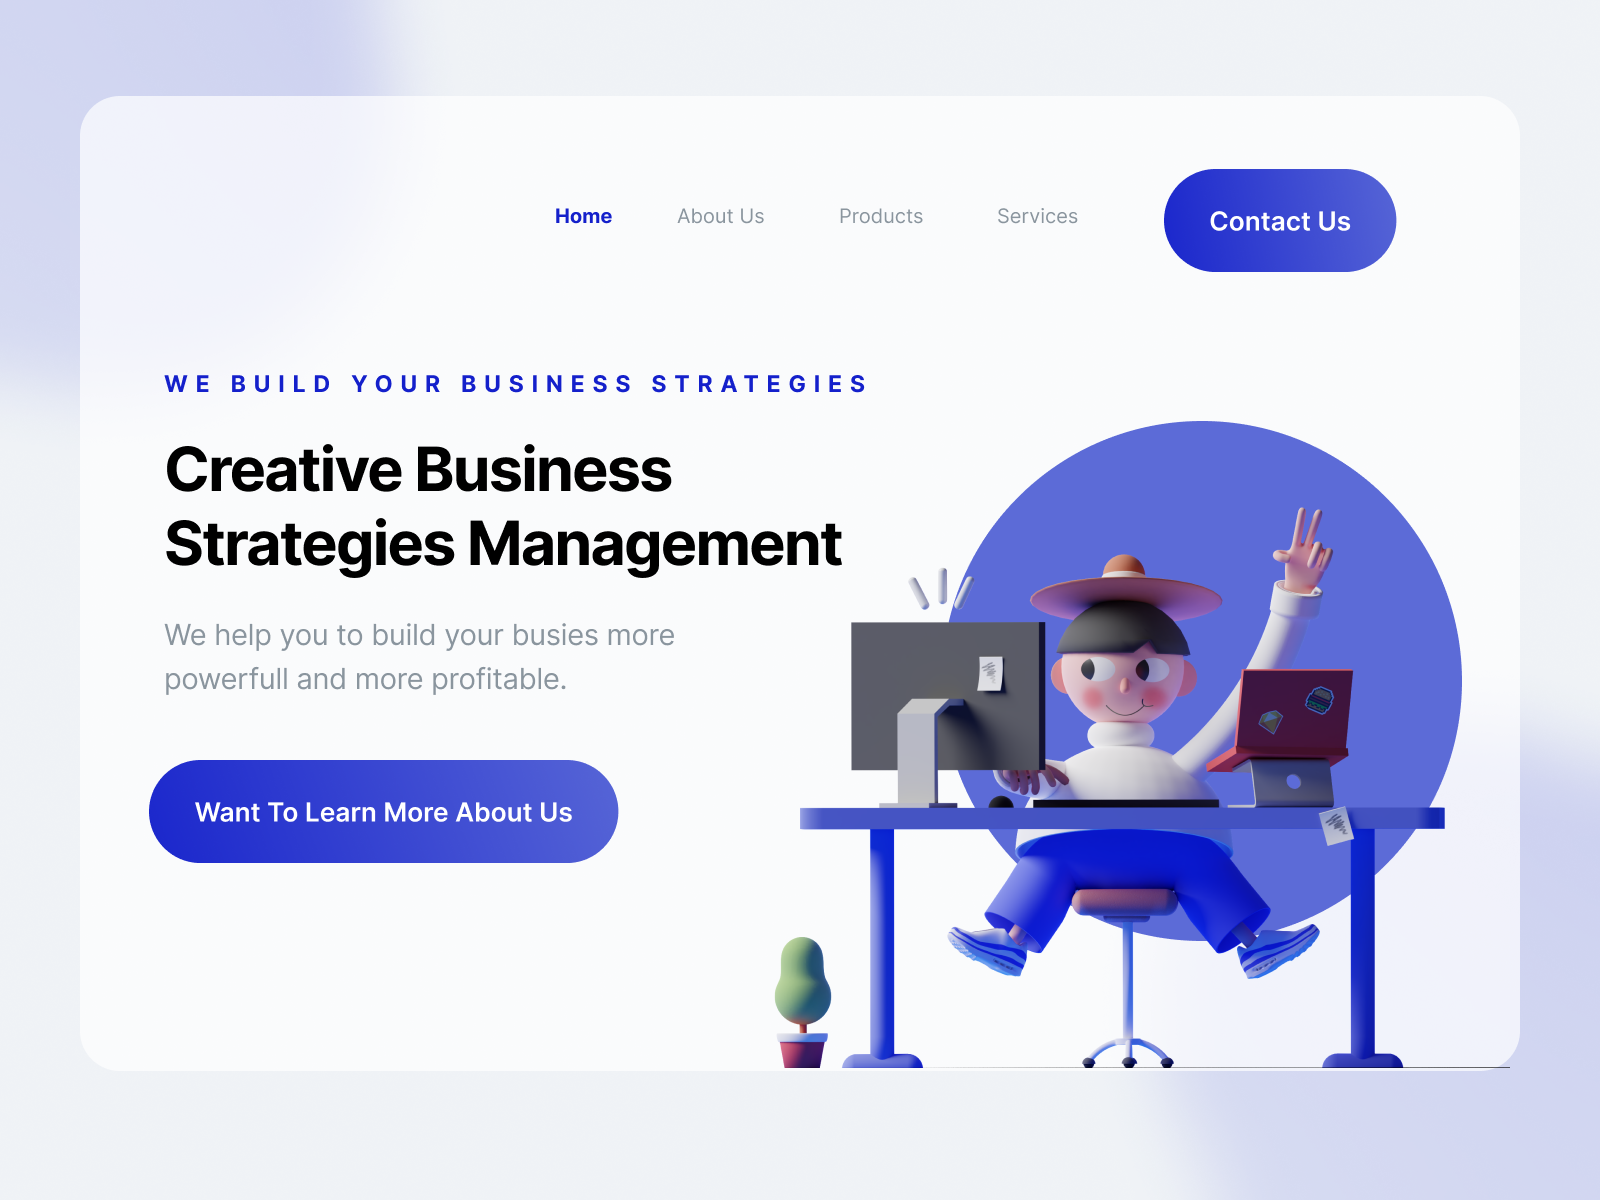 Home About Us Products Services Contact Us
WE BUILD YOUR BUSINESS STRATEGIES
Creative Business
Strategies Management
We help you to build your busies more
powerfull and more profitable.
Want To Learn More About Us